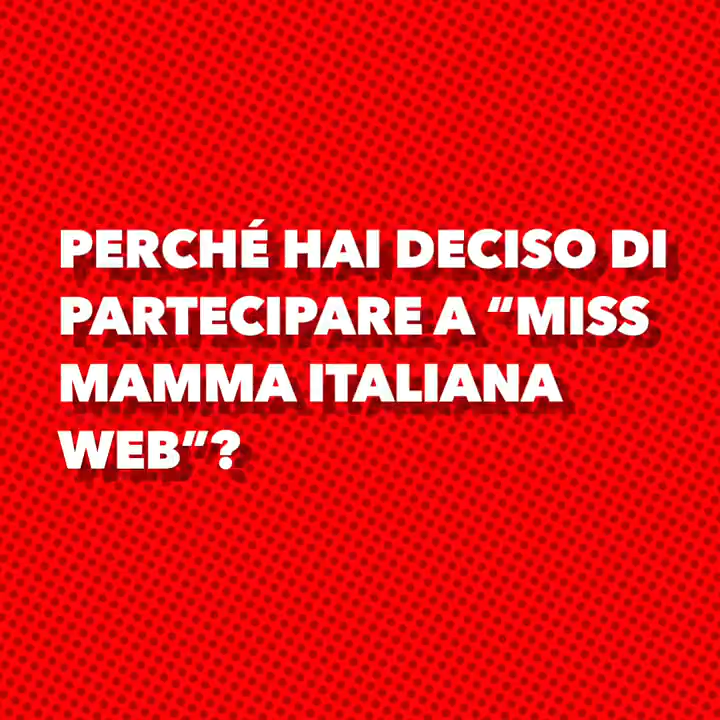 PERCHÉ HAI DECISO DI
PARTECIPARE A “MISS
MAMMA ITALIANA
WEB”?